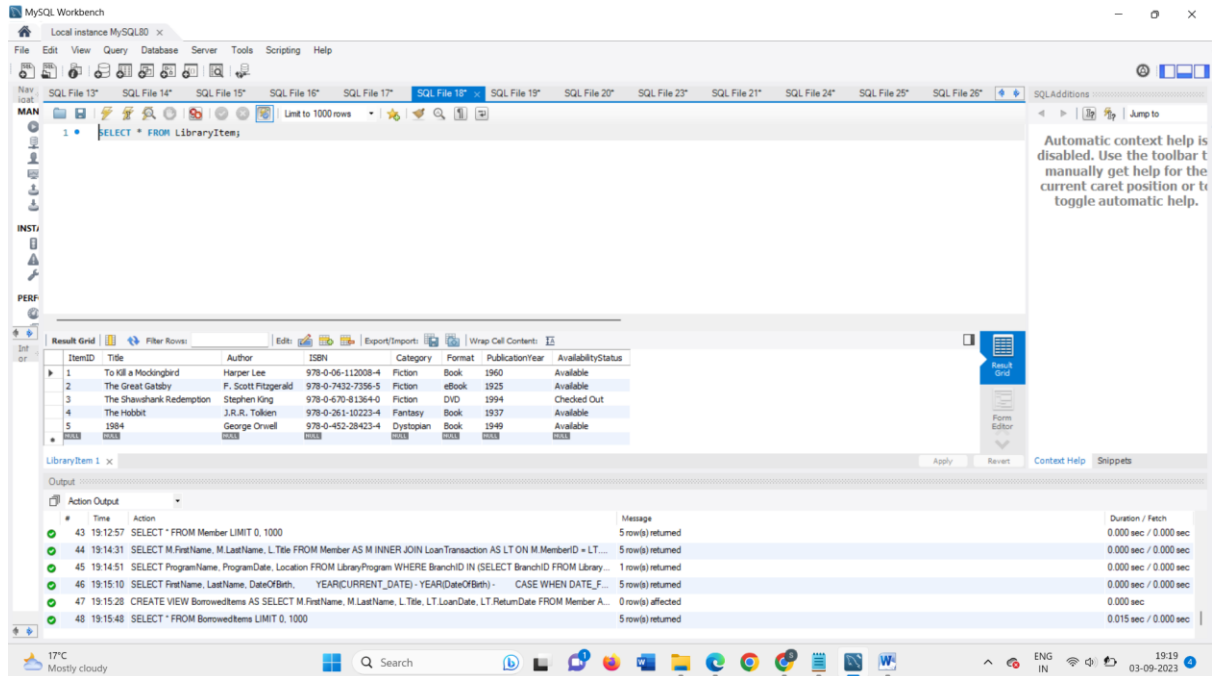 MySQL Workbench
Local instance MySQL80 ×
File Edit View Query Database Server Tools Scripting Help
Nav igat SQL File 13* SQL File 14* SQL File 15* SQL File 16* SQL File 17* SQL File 18* × SQL File 19* SQL File 20* SQL File 23* SQL File 21* SQL File 24* SQL File 25* SQL File 26* SQLAdditions
MAN Limit to 1000 rows Jump to
1 SELECT * FROM LibraryItem;
Automatic context help is
disabled. Use the toolbar t
manually get help for the
current caret position or to
toggle automatic help.
INST
PERF
Inf or
Result Grid Filter Rows: Edit: Export/Import: Wrap Cell Content: Result Grid
ItemID Title Author ISBN Category Format PublicationYear AvailabilityStatus
1 To Kill a Mockingbird Harper Lee 978-0-06-112008-4 Fiction Book 1960 Available
2 The Great Gatsby F. Scott Fitzgerald 978-0-7432-7356-5 Fiction eBook 1925 Available
3 The Shawshank Redemption Stephen King 978-0-670-81364-0 Fiction DVD 1994 Checked Out
4 The Hobbit J.R.R. Tolkien 978-0-261-10223-4 Fantasy Book 1937 Available
5 1984 George Orwell 978-0-452-28423-4 Dystopian Book 1949 Available
NULL NULL NULL NULL NULL NULL NULL NULL
Form Editor
LibraryItem 1 × Apply Revert Context Help Snippets
Output
Action Output
# Time Action Message Duration / Fetch
43 19:12:57 SELECT * FROM Member LIMIT 0, 1000 5 row(s) returned 0.000 sec / 0.000 sec
44 19:14:31 SELECT M.FirstName, M.LastName, L.Title FROM Member AS M INNER JOIN LoanTransaction AS LT ON M.MemberID = LT.... 5 row(s) returned 0.000 sec / 0.000 sec
45 19:14:51 SELECT ProgramName, ProgramDate, Location FROM LibraryProgram WHERE BranchID IN (SELECT BranchID FROM Library... 1 row(s) returned 0.000 sec / 0.000 sec
46 19:15:10 SELECT FirstName, LastName, DateOfBirth, YEAR(CURRENT_DATE) - YEAR(DateOfBirth) - CASE WHEN DATE_F... 5 row(s) returned 0.000 sec / 0.000 sec
47 19:15:28 CREATE VIEW BorrowedItems AS SELECT M.FirstName, M.LastName, L.Title, LT.LoanDate, LT.ReturnDate FROM Member A... 0 row(s) affected 0.000 sec
48 19:15:48 SELECT * FROM BorrowedItems LIMIT 0, 1000 5 row(s) returned 0.015 sec / 0.000 sec
17°C
Mostly cloudy
Search
ENG
IN
19:19
03-09-2023